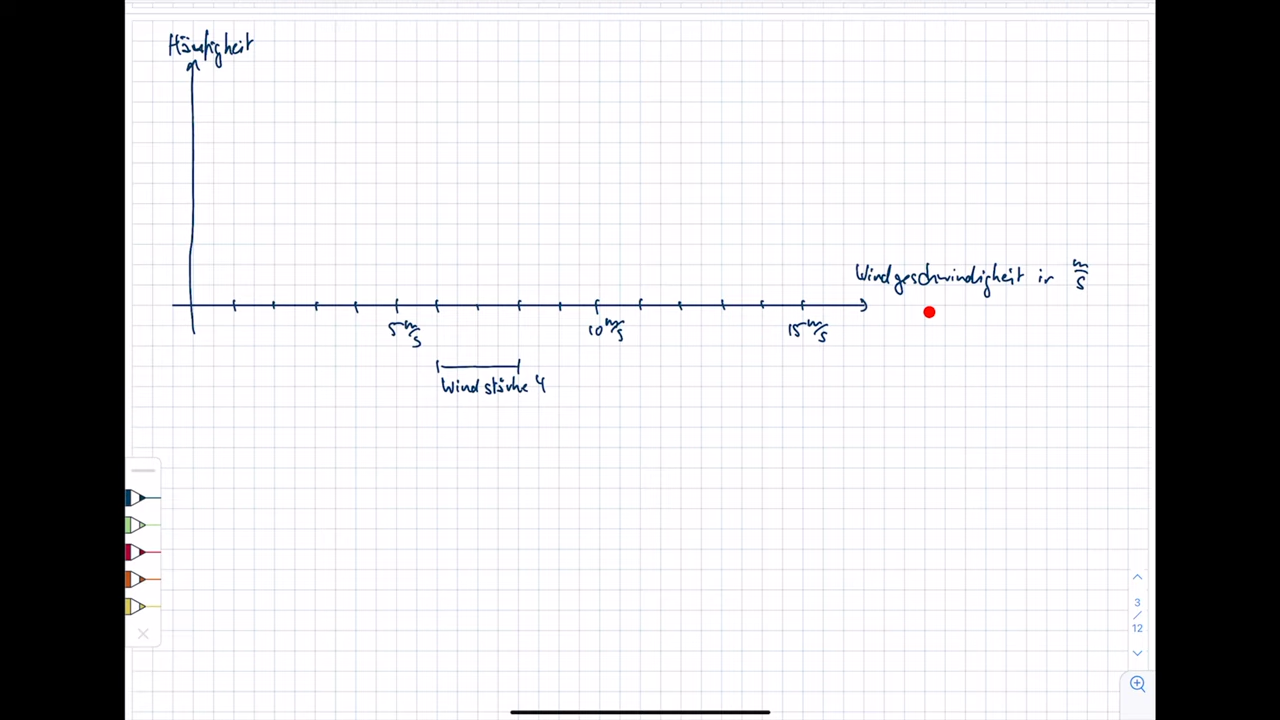 Häufigkeit
Windgeschwindigkeit in m/s
5 m/s
10 m/s
15 m/s
Windstärke 4
3
/
12